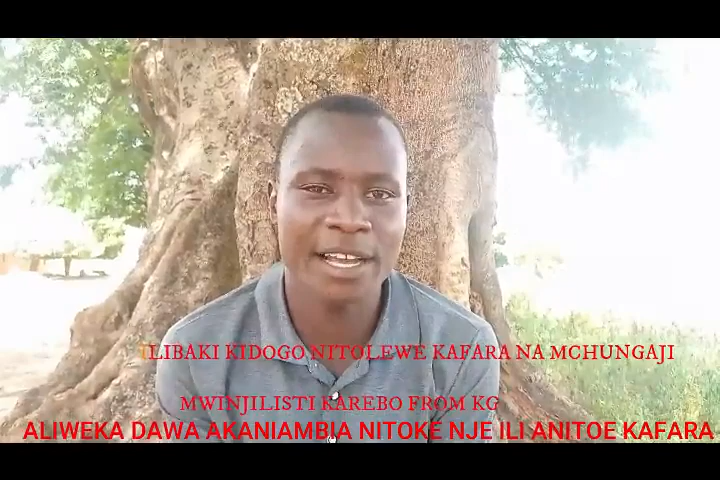 ILIBAKI KIDOGO NITOLEWE KAFARA NA MCHUNGAJI
MWINJILISTI KAREBO FROM KG
ALIWEKA DAWA AKANIAMBIA NITOKE NJE ILI ANITOE KAFARA